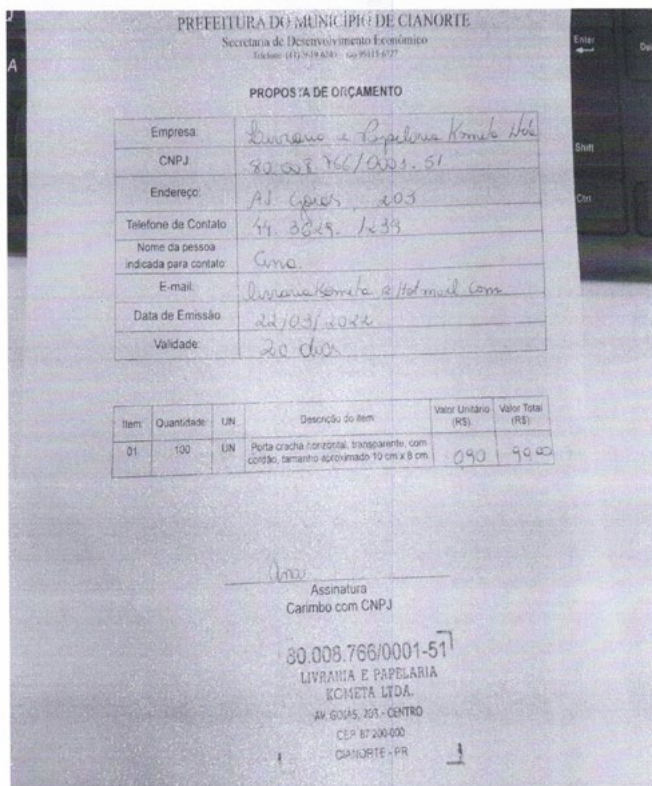 PREFEITURA DO MUNICÍPIO DE CIANORTE
Secretaria de Desenvolvimento Econômico
PROPOSTA DE ORÇAMENTO
Empresa: Livraria e Papelaria Kometa Ltda
CNPJ 80.008.766/0001-51
Endereço: AV Goiás, 203
Telefone de Contato 44. 3629. 1239
Nome da pessoa indicada para contato: Ana.
E-mail: livrariakometa@Hotmail.com
Data de Emissão 22/03/2022
Validade: 20 dias
Item Quantidade UN Descrição do item Valor Unitário (R$) Valor Total (R$)
01 100 UN Porta crachá horizontal, transparente, com
cordão, tamanho aproximado 10 cm x 8 cm 0,90 90,00
Ana
Assinatura
Carimbo com CNPJ
80.008.766/0001-51
LIVRARIA E PAPELARIA
KOMETA LTDA.
AV. GOIÁS, 203 - CENTRO
CEP 87.200-000
CIANORTE - PR
Enter
Shift
Ctrl
A